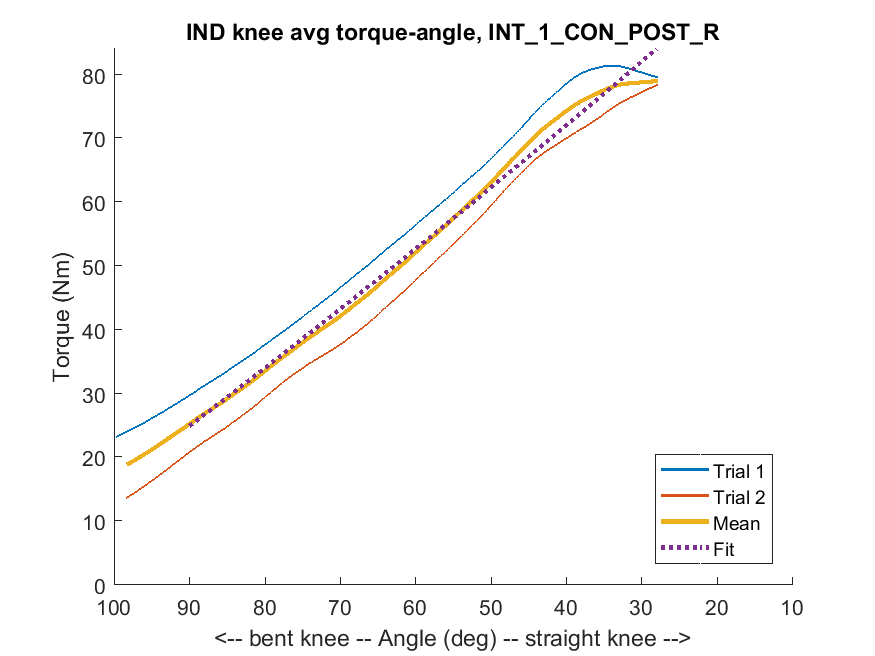 IND knee avg torque-angle, INT_1_CON_POST_R
80
70
60
50
40
30
20
10
0
Torque (Nm)
100 90 80 70 60 50 40 30 20 10
<-- bent knee -- Angle (deg) -- straight knee -->
Trial 1
Trial 2
Mean
Fit